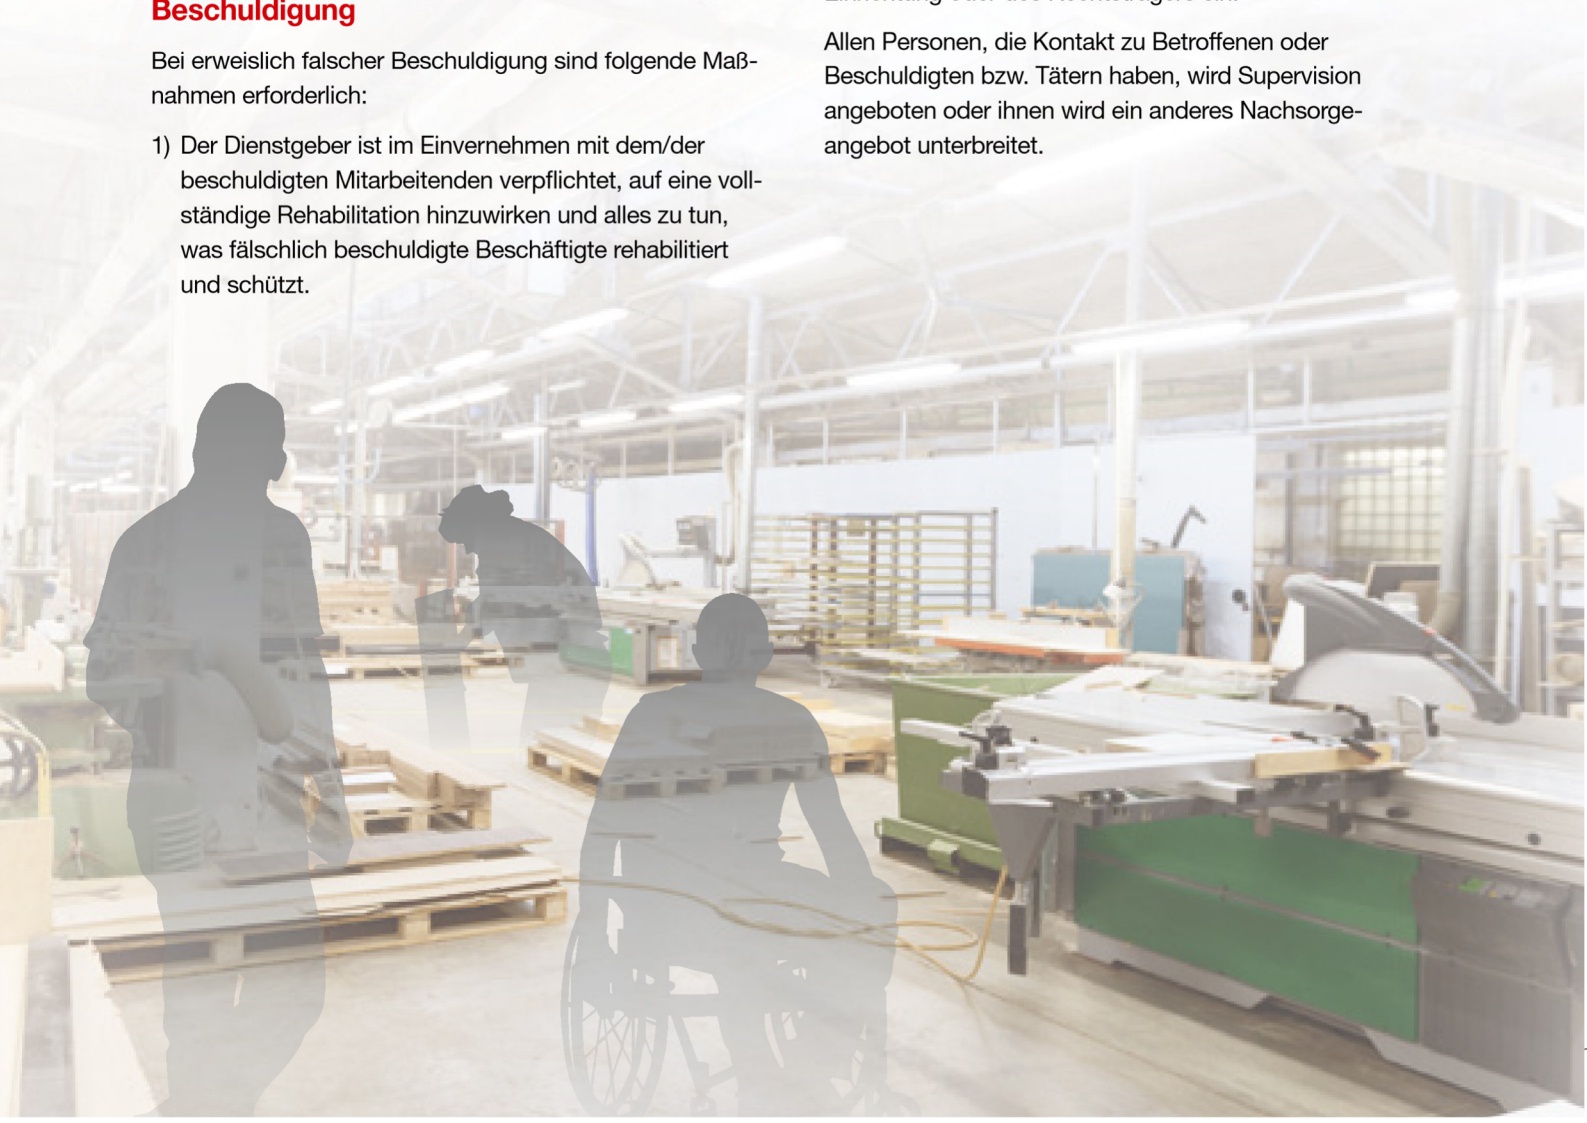 Beschuldigung
Bei erweislich falscher Beschuldigung sind folgende Maß-
nahmen erforderlich:
1) Der Dienstgeber ist im Einvernehmen mit dem/der
beschuldigten Mitarbeitenden verpflichtet, auf eine voll-
ständige Rehabilitation hinzuwirken und alles zu tun,
was fälschlich beschuldigte Beschäftigte rehabilitiert
und schützt.
Allen Personen, die Kontakt zu Betroffenen oder
Beschuldigten bzw. Tätern haben, wird Supervision
angeboten oder ihnen wird ein anderes Nachsorge-
angebot unterbreitet.